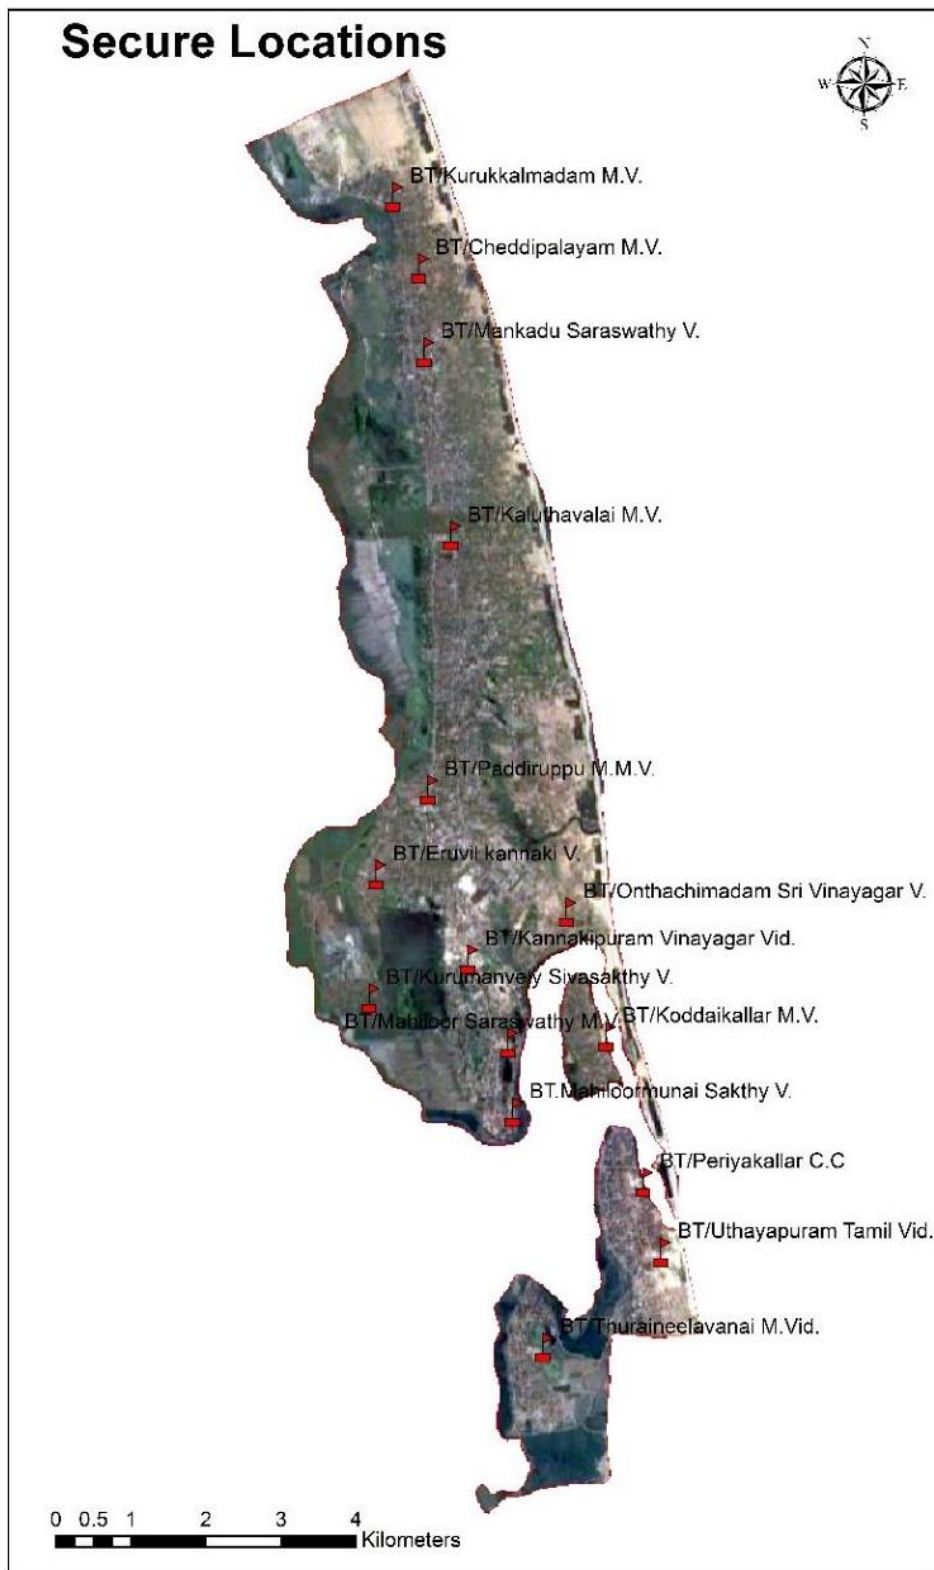 Secure Locations
N
W E
S
BT/Kurukkalmadam M.V.
BT/Cheddipalayam M.V.
BT/Mankadu Saraswathy V.
BT/Kaluthavalai M.V.
BT/Paddiruppu M.M.V.
BT/Eruvil kannaki V.
BT/Onthachimadam Sri Vinayagar V.
BT/Kannakipuram Vinayagar Vid.
BT/Kurumanvely Sivasakthy V.
BT/Mahiloor Saraswathy M.V.
BT/Koddaikallar M.V.
BT.Mahiloormunai Sakthy V.
BT/Periyakallar C.C
BT/Uthayapuram Tamil Vid.
BT Thuraineelavanai M.Vid.
0 0.5 1 2 3 4
Kilometers